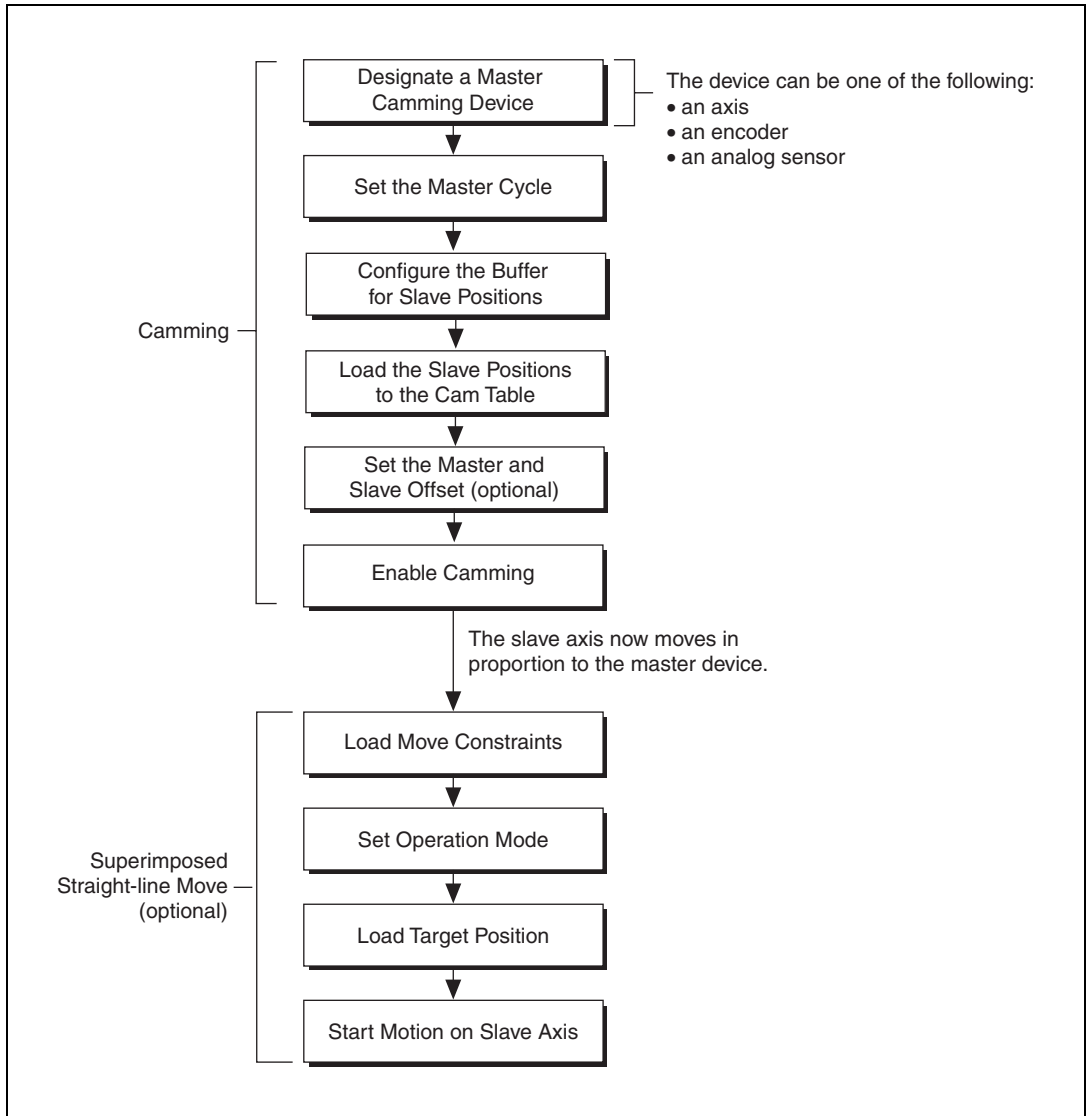 Designate a Master
Camming Device
The device can be one of the following:
• an axis
• an encoder
• an analog sensor
Set the Master Cycle
Configure the Buffer
for Slave Positions
Camming
Load the Slave Positions
to the Cam Table
Set the Master and
Slave Offset (optional)
Enable Camming
The slave axis now moves in
proportion to the master device.
Load Move Constraints
Set Operation Mode
Superimposed
Straight-line Move
(optional)
Load Target Position
Start Motion on Slave Axis